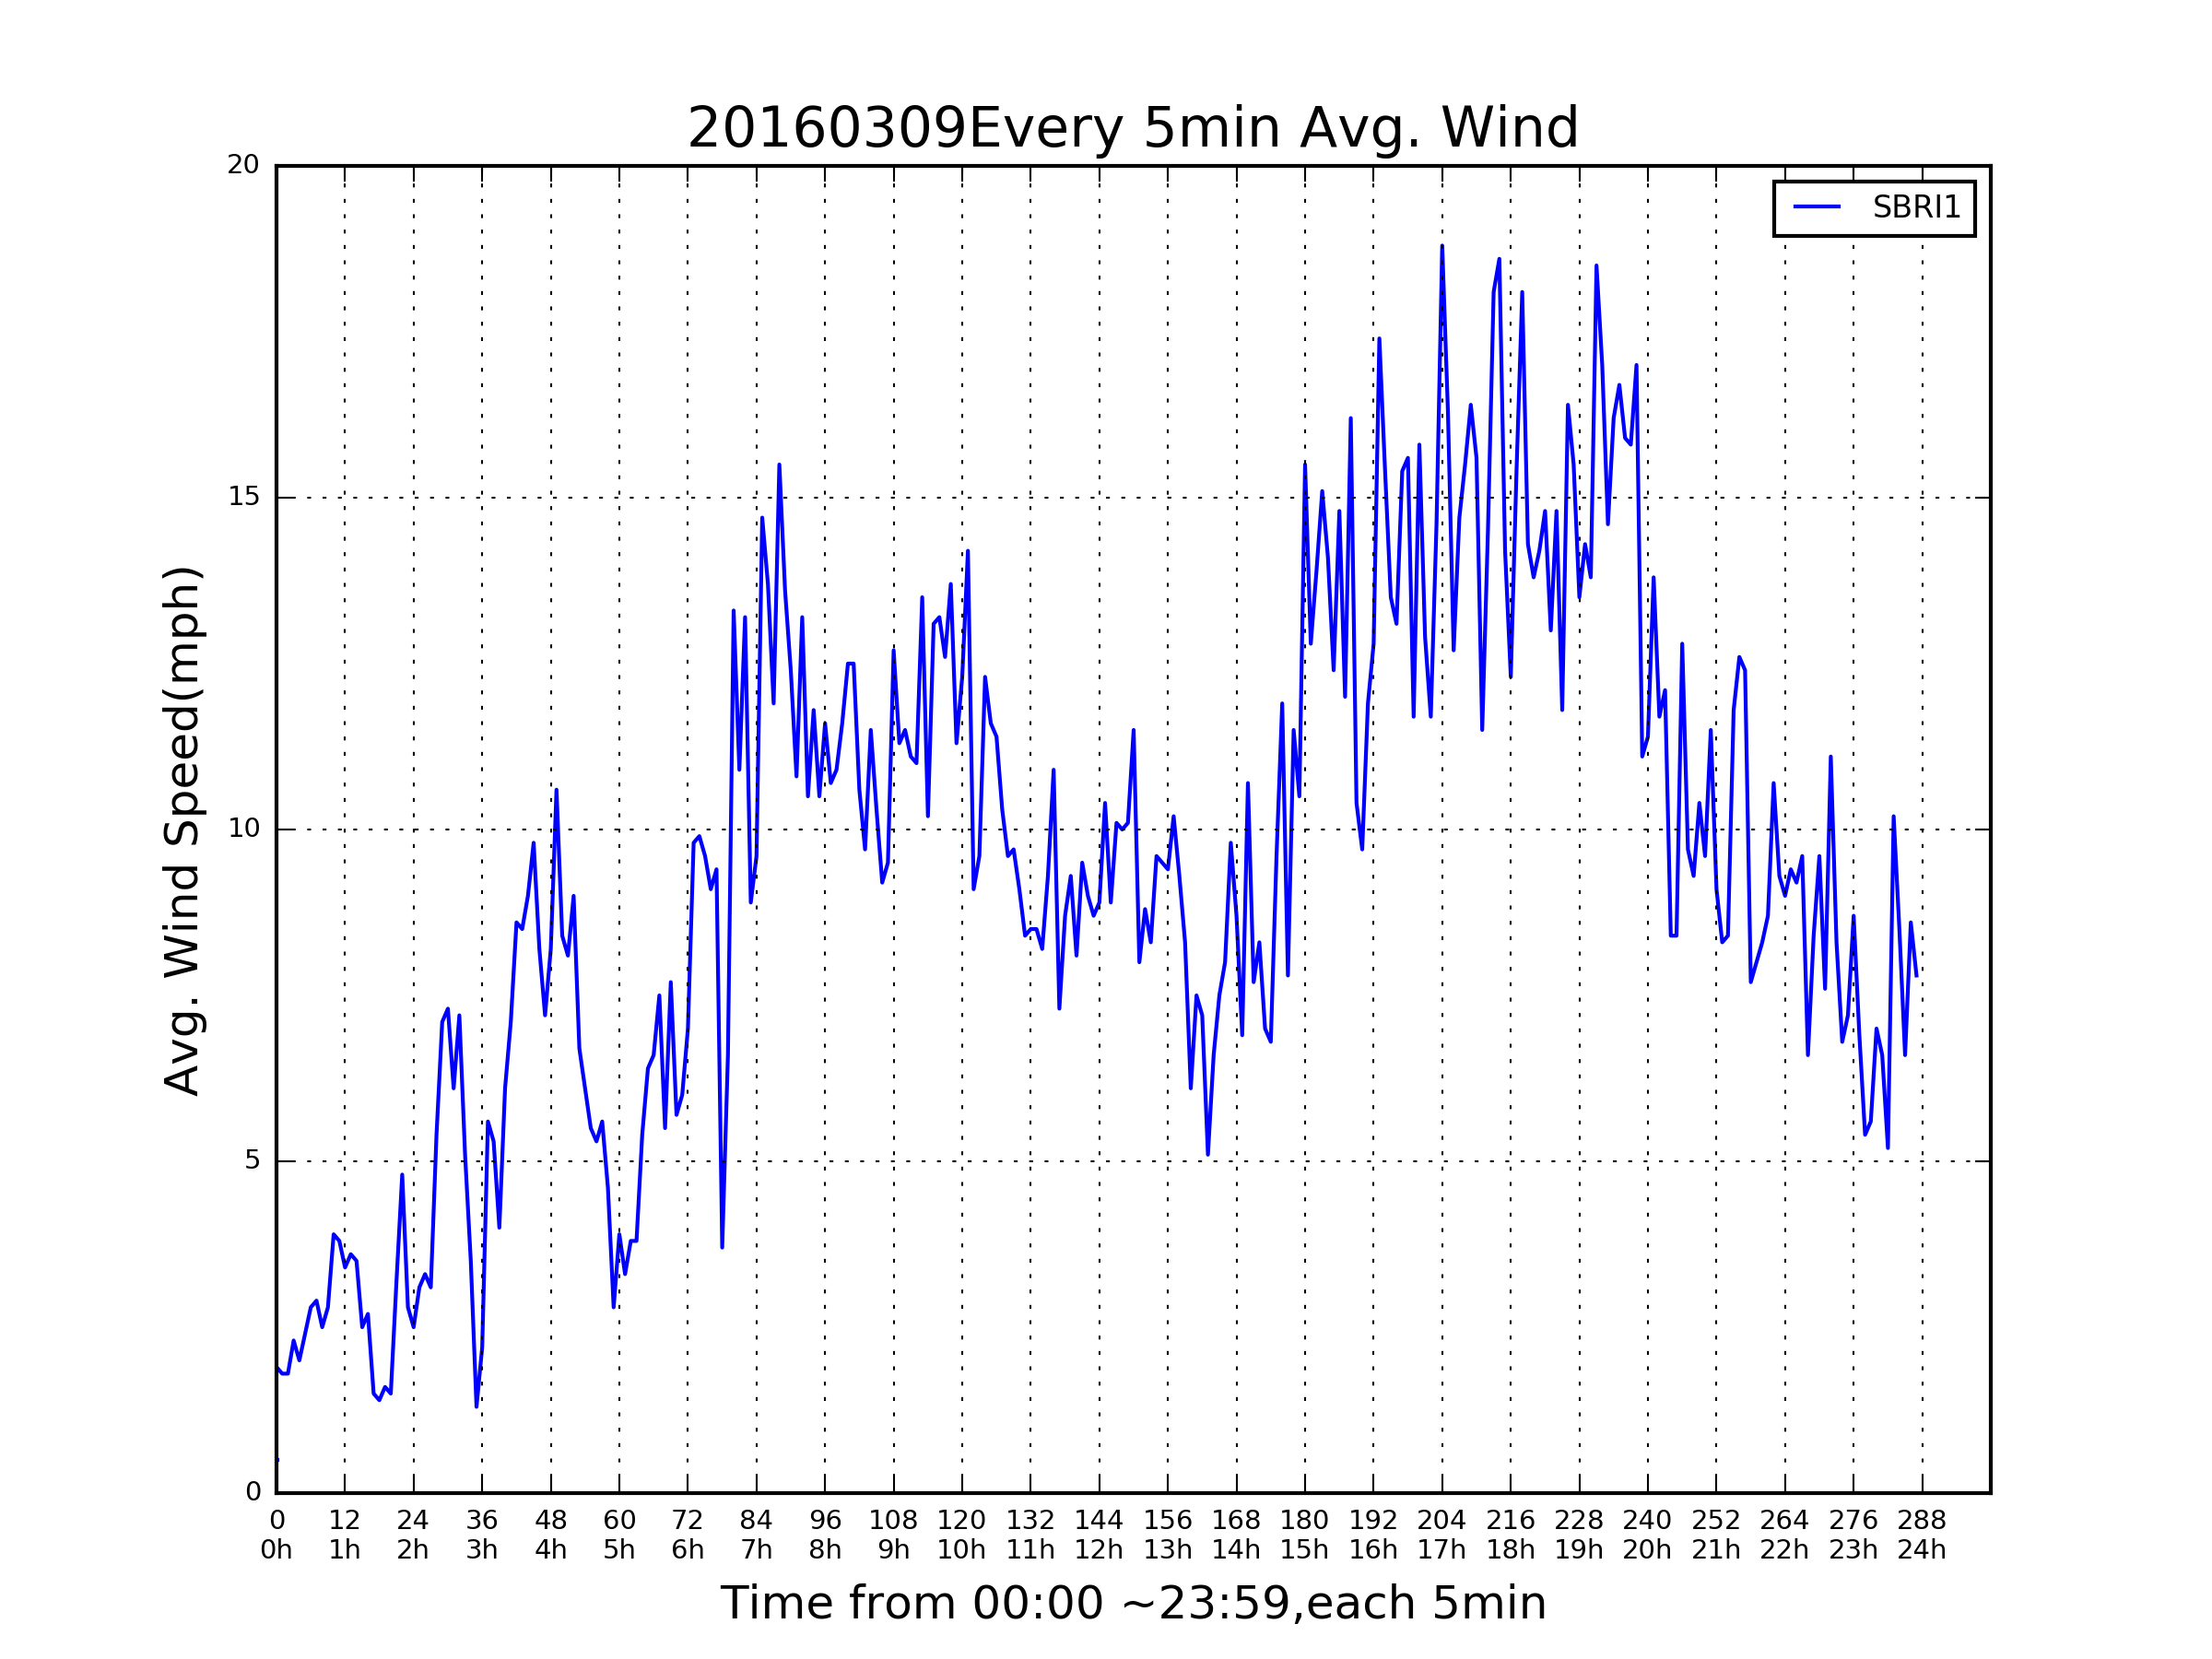 20160309Every 5min Avg. Wind
SBRI1
Avg. Wind Speed(mph)
20
15
10
5
0
0 12 24 36 48 60 72 84 96 108 120 132 144 156 168 180 192 204 216 228 240 252 264 276 288
0h 1h 2h 3h 4h 5h 6h 7h 8h 9h 10h 11h 12h 13h 14h 15h 16h 17h 18h 19h 20h 21h 22h 23h 24h
Time from 00:00 ~23:59,each 5min